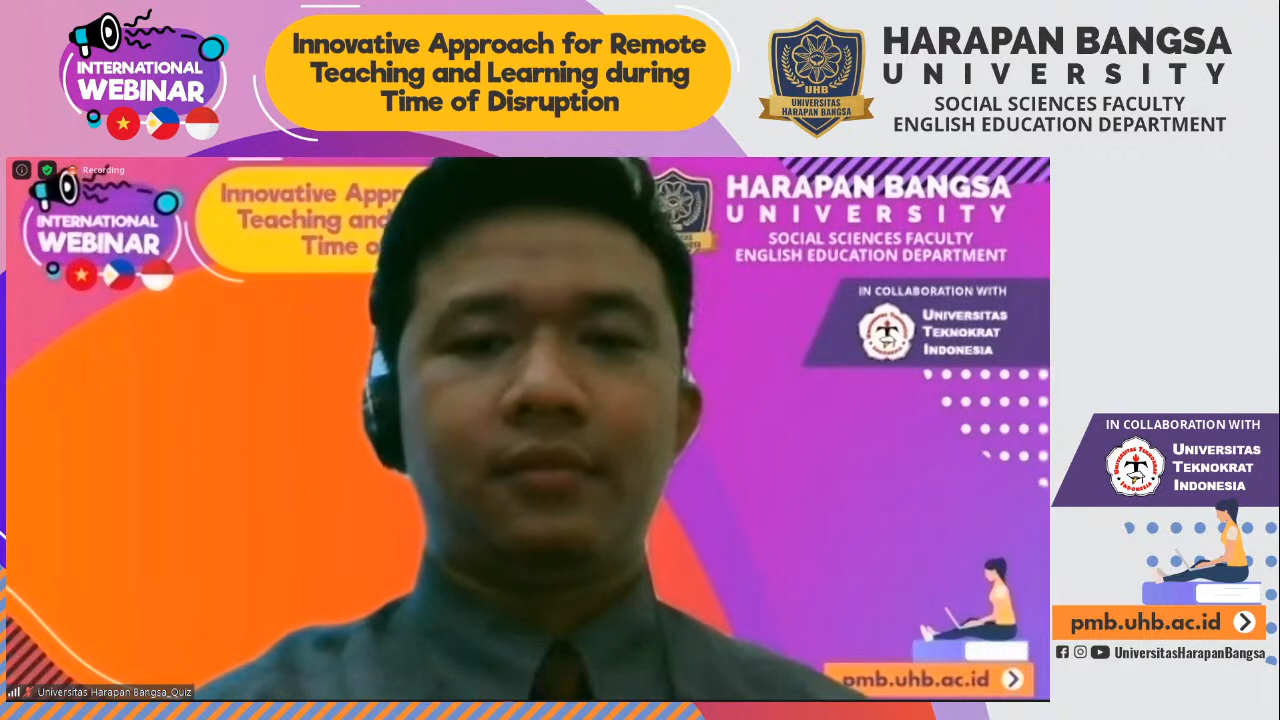 INTERNATIONAL
WEBINAR
Innovative Approach for Remote
Teaching and Learning during
Time of Disruption
UHB
UNIVERSITAS
HARAPAN BANGSA
HARAPAN BANGSA
UNIVERSITY
SOCIAL SCIENCES FACULTY
ENGLISH EDUCATION DEPARTMENT
Recording
INTERNATIONAL
WEBINAR
Innovative Appr
Teaching and
Time o
HARAPAN BANGSA
UNIVERSITY
SOCIAL SCIENCES FACULTY
ENGLISH EDUCATION DEPARTMENT
IN COLLABORATION WITH
UNIVERSITAS
TEKNOKRAT
INDONESIA
pmb.uhb.ac.id
Universitas Harapan Bangsa_Quiz
IN COLLABORATION WITH
UNIVERSITAS
TEKNOKRAT
INDONESIA
pmb.uhb.ac.id
UniversitasHarapanBangsa